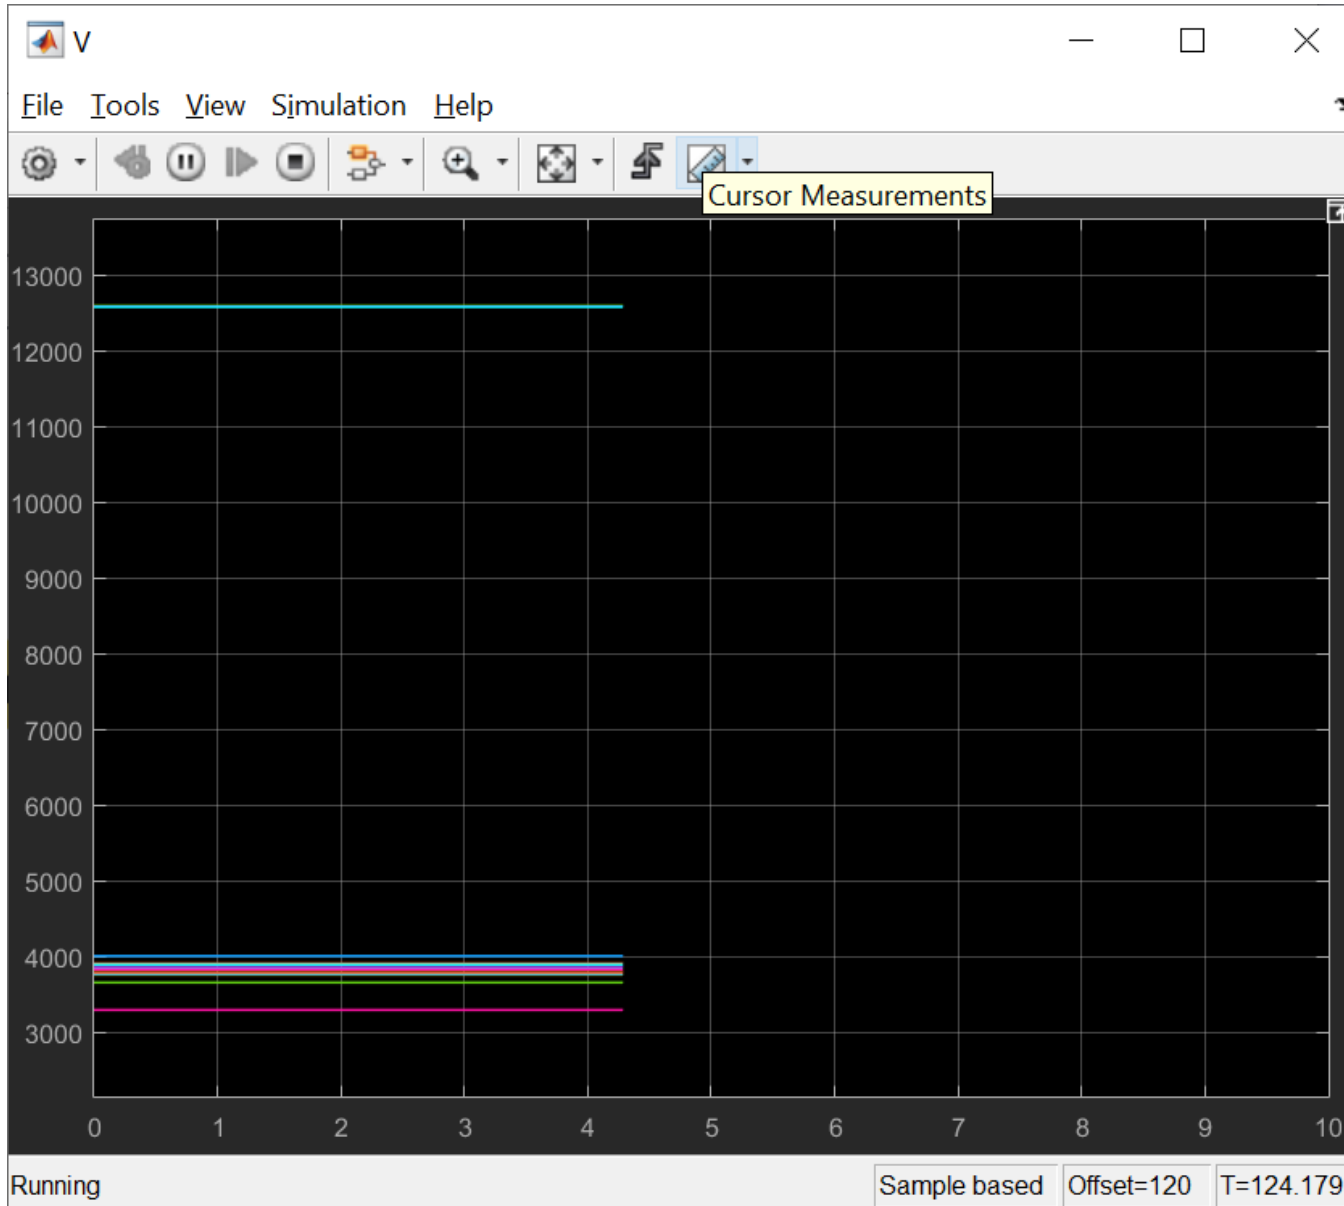 V
File Tools View Simulation Help
Cursor Measurements
13000
12000
11000
10000
9000
8000
7000
6000
5000
4000
3000
0 1 2 3 4 5 6 7 8 9 10
Running Sample based Offset=120 T=124.179